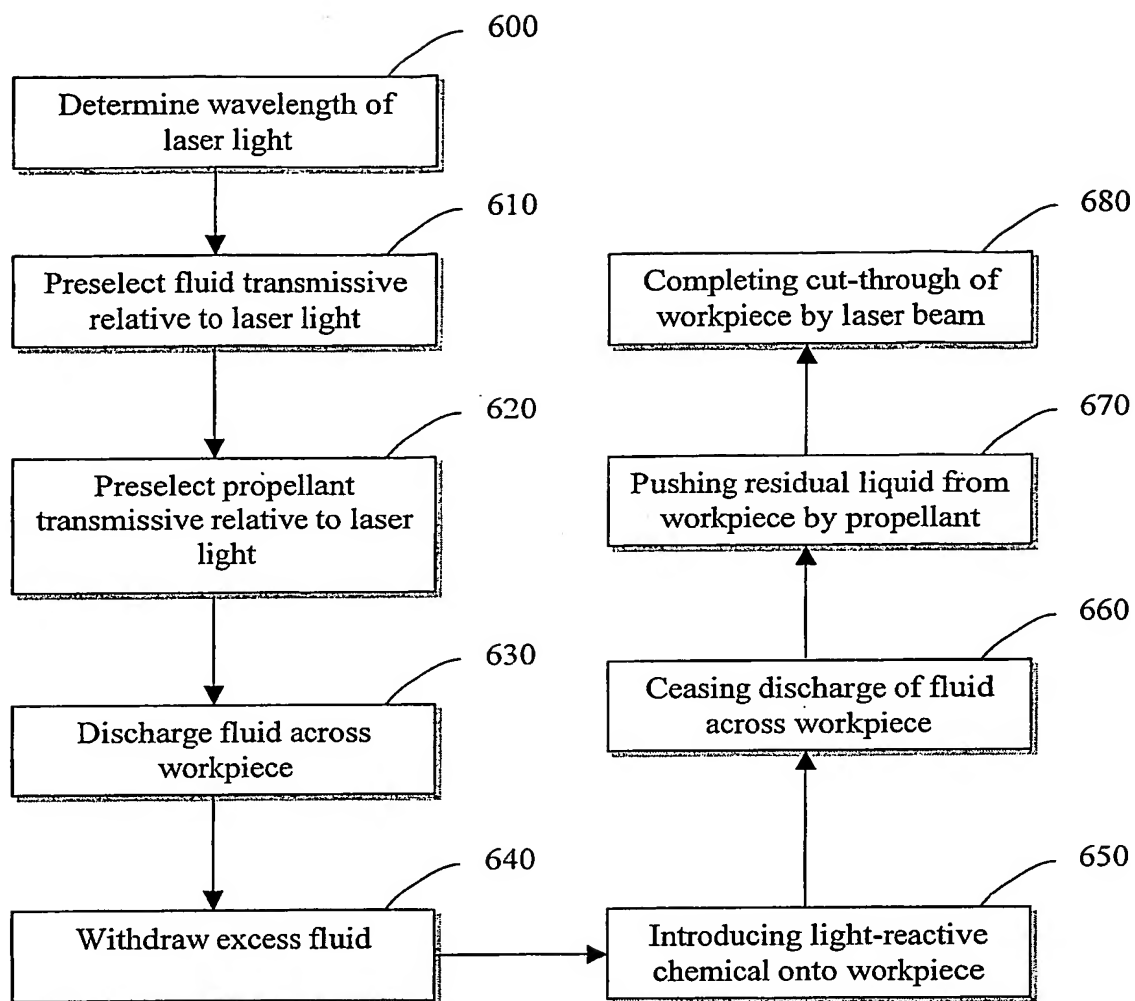 600
Determine wavelength of
laser light
610
Preselect fluid transmissive
relative to laser light
620
Preselect propellant
transmissive relative to laser
light
630
Discharge fluid across
workpiece
640
Withdraw excess fluid
650
Introducing light-reactive
chemical onto workpiece
660
Ceasing discharge of fluid
across workpiece
670
Pushing residual liquid from
workpiece by propellant
680
Completing cut-through of
workpiece by laser beam